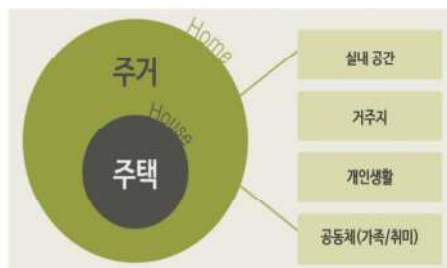 Home
주거
House
주택
실내 공간
거주지
개인생활
공동체(가족/취미)